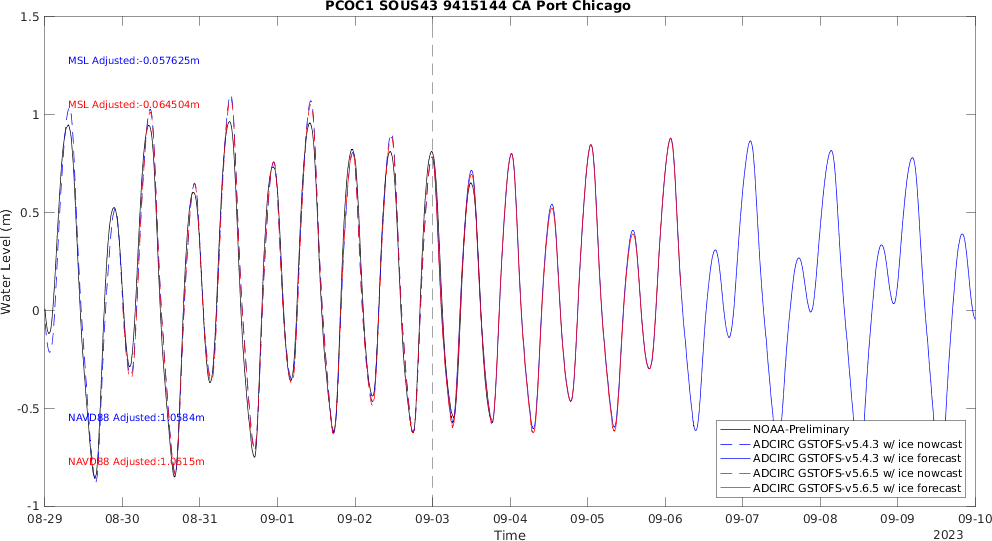 PCOC1 SOUS43 9415144 CA Port Chicago
1.5
1
0.5
0
-0.5
-1
Water Level (m)
MSL Adjusted:-0.057625m
MSL Adjusted:-0.064504m
NAVD88 Adjusted:1.0584m
NAVD88 Adjusted:1.0615m
NOAA-Preliminary
ADCIRC GSTOFS-v5.4.3 w/ ice nowcast
ADCIRC GSTOFS-v5.4.3 w/ ice forecast
ADCIRC GSTOFS-v5.6.5 w/ ice nowcast
ADCIRC GSTOFS-v5.6.5 w/ ice forecast
08-29 08-30 08-31 09-01 09-02 09-03 09-04 09-05 09-06 09-07 09-08 09-09 09-10
Time
2023